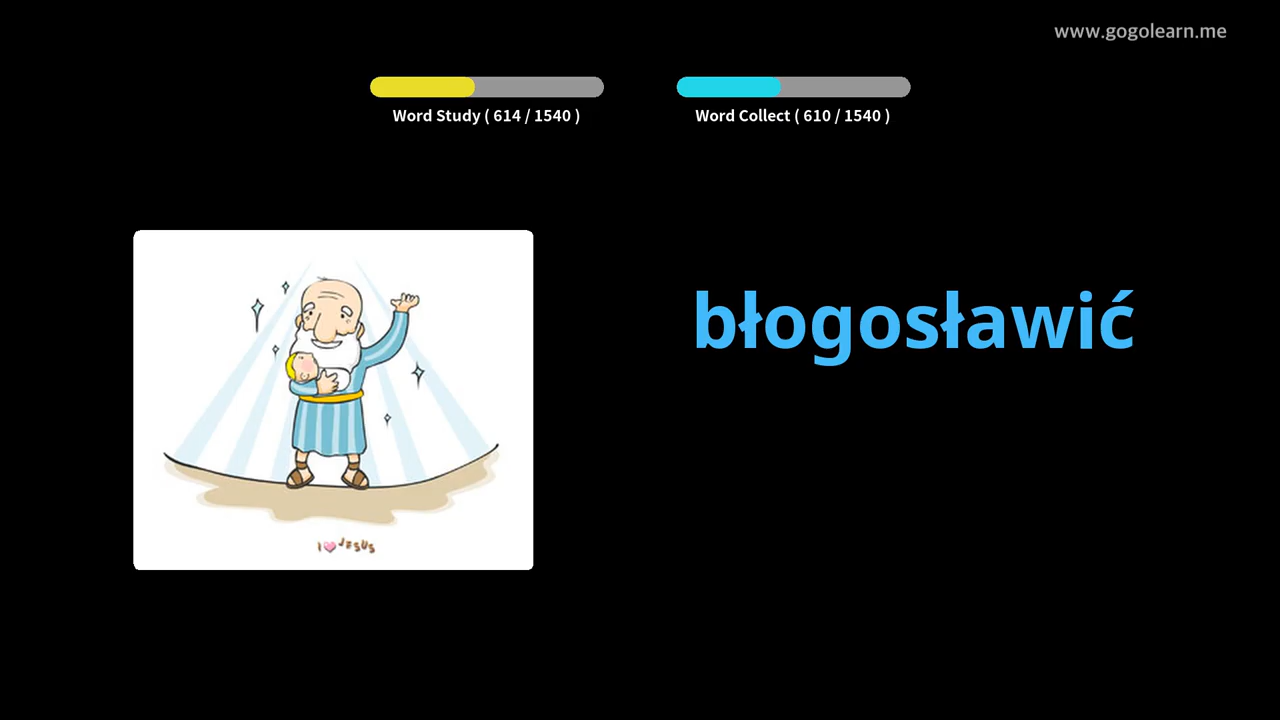 www.gogolearn.me
Word Study ( 614 / 1540 )
Word Collect ( 610 / 1540 )
błogosławić
I ♥ JESUS